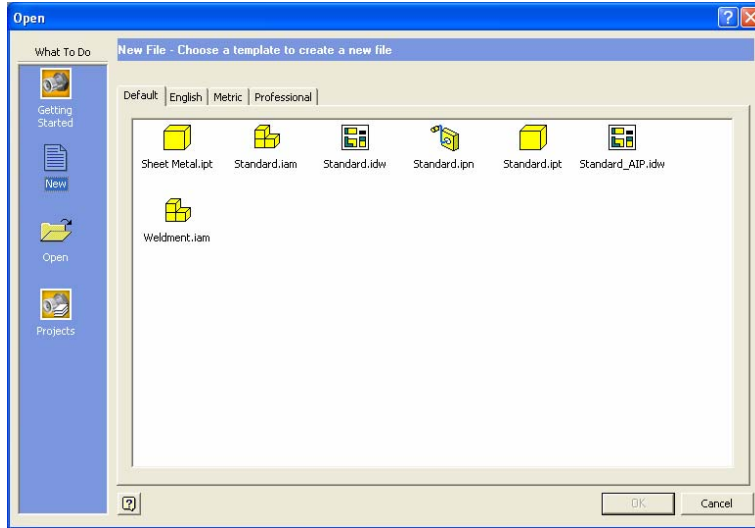 Open
What To Do
New File - Choose a template to create a new file
Getting
Started
New
Open
Projects
Default English Metric Professional
Sheet Metal.ipt Standard.iam Standard.idw Standard.ipn Standard.ipt Standard_AIP.idw
Weldment.iam
OK Cancel